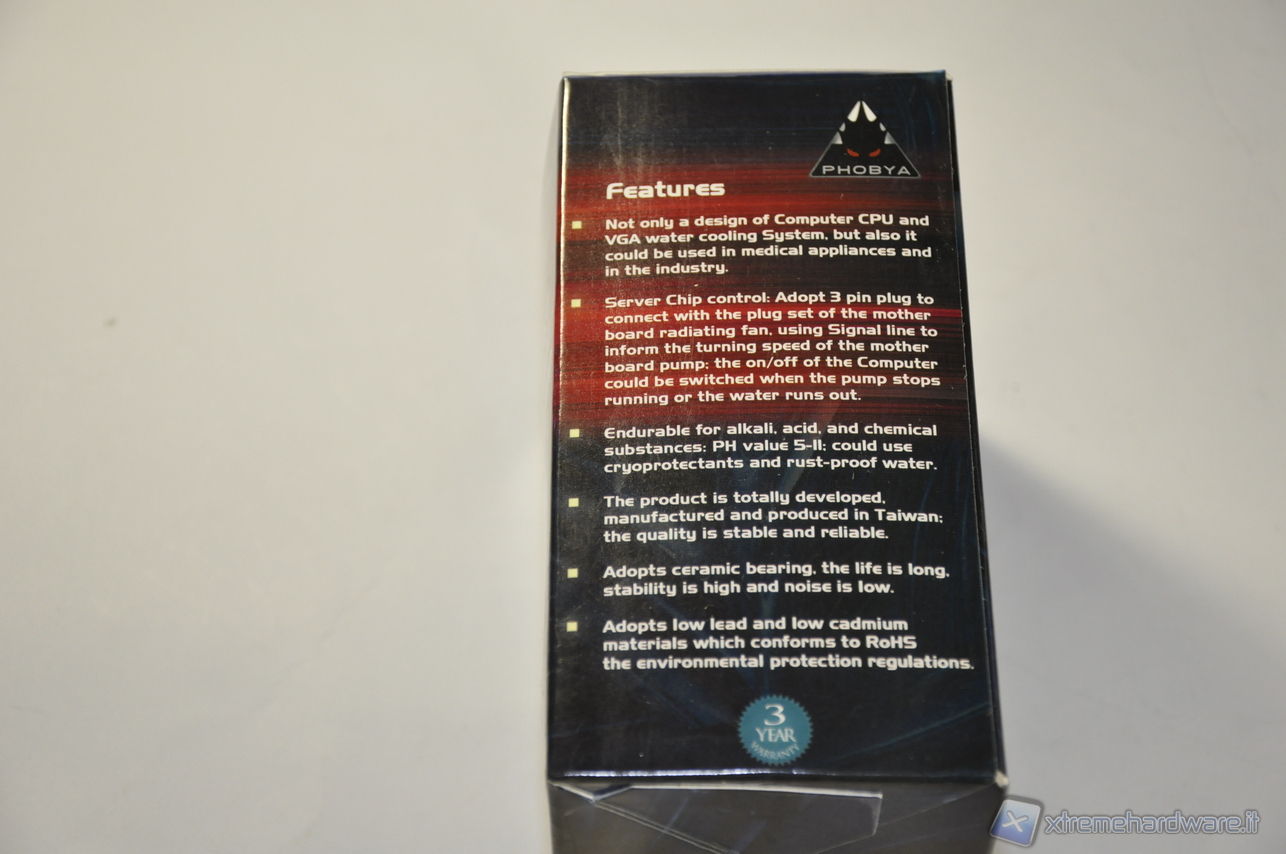 PHOBYA
Features
Not only a design of Computer CPU and
VGA water cooling System, but also it
could be used in medical appliances and
in the industry.
Server Chip control: Adopt 3 pin plug to
connect with the plug set of the mother
board radiating fan, using Signal line to
inform the turning speed of the mother
board pump; the on/off of the Computer
could be switched when the pump stops
running or the water runs out.
Endurable for alkali, acid, and chemical
substances; PH value 5-11; could use
cryoprotectants and rust-proof water.
The product is totally developed,
manufactured and produced in Taiwan;
the quality is stable and reliable.
Adopts ceramic bearing, the life is long,
stability is high and noise is low.
Adopts low lead and low cadmium
materials which conforms to RoHS
the environmental protection regulations.
3
YEAR
WARRANTY
xtremehardware.it